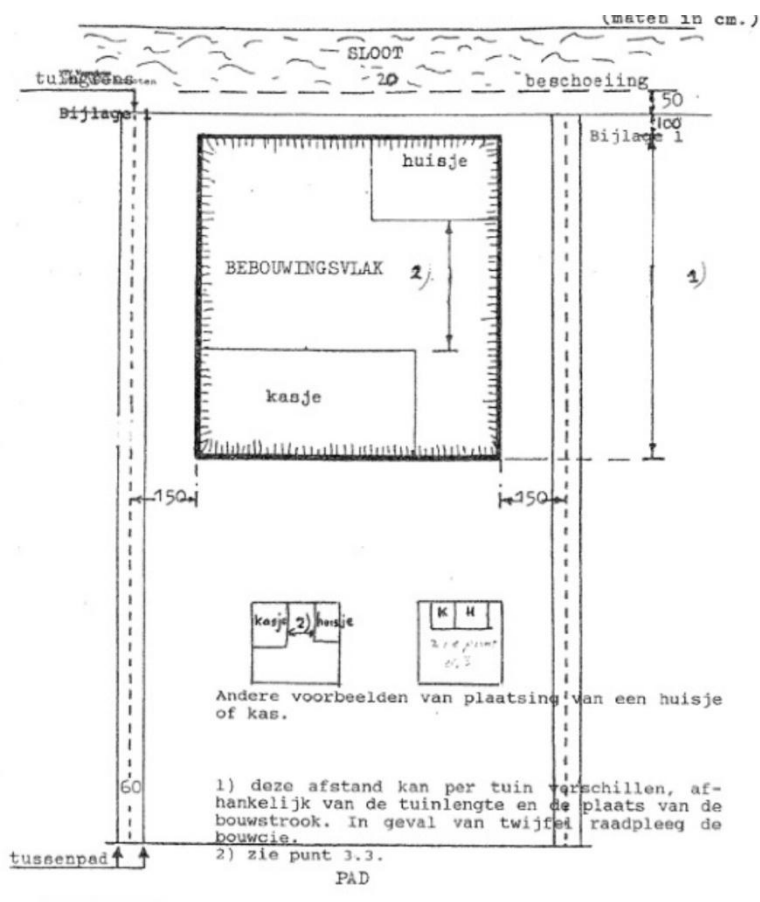 (maten in cm.)
SLOOT
20
tuingrens
beschoeiing
50
Bijlage 1
100
Bijlage 1
huisje
BEBOUWINGSVLAK
2)
1)
kasje
150
150
kasje 2) huisje
K H
zie punt
3
Andere voorbeelden van plaatsing van een huisje
of kas.
60
1) deze afstand kan per tuin verschillen, af-
hankelijk van de tuinlengte en de plaats van de
bouwstrook. In geval van twijfel raadpleeg de
bouwcie.
2) zie punt 3.3.
tussenpad
PAD